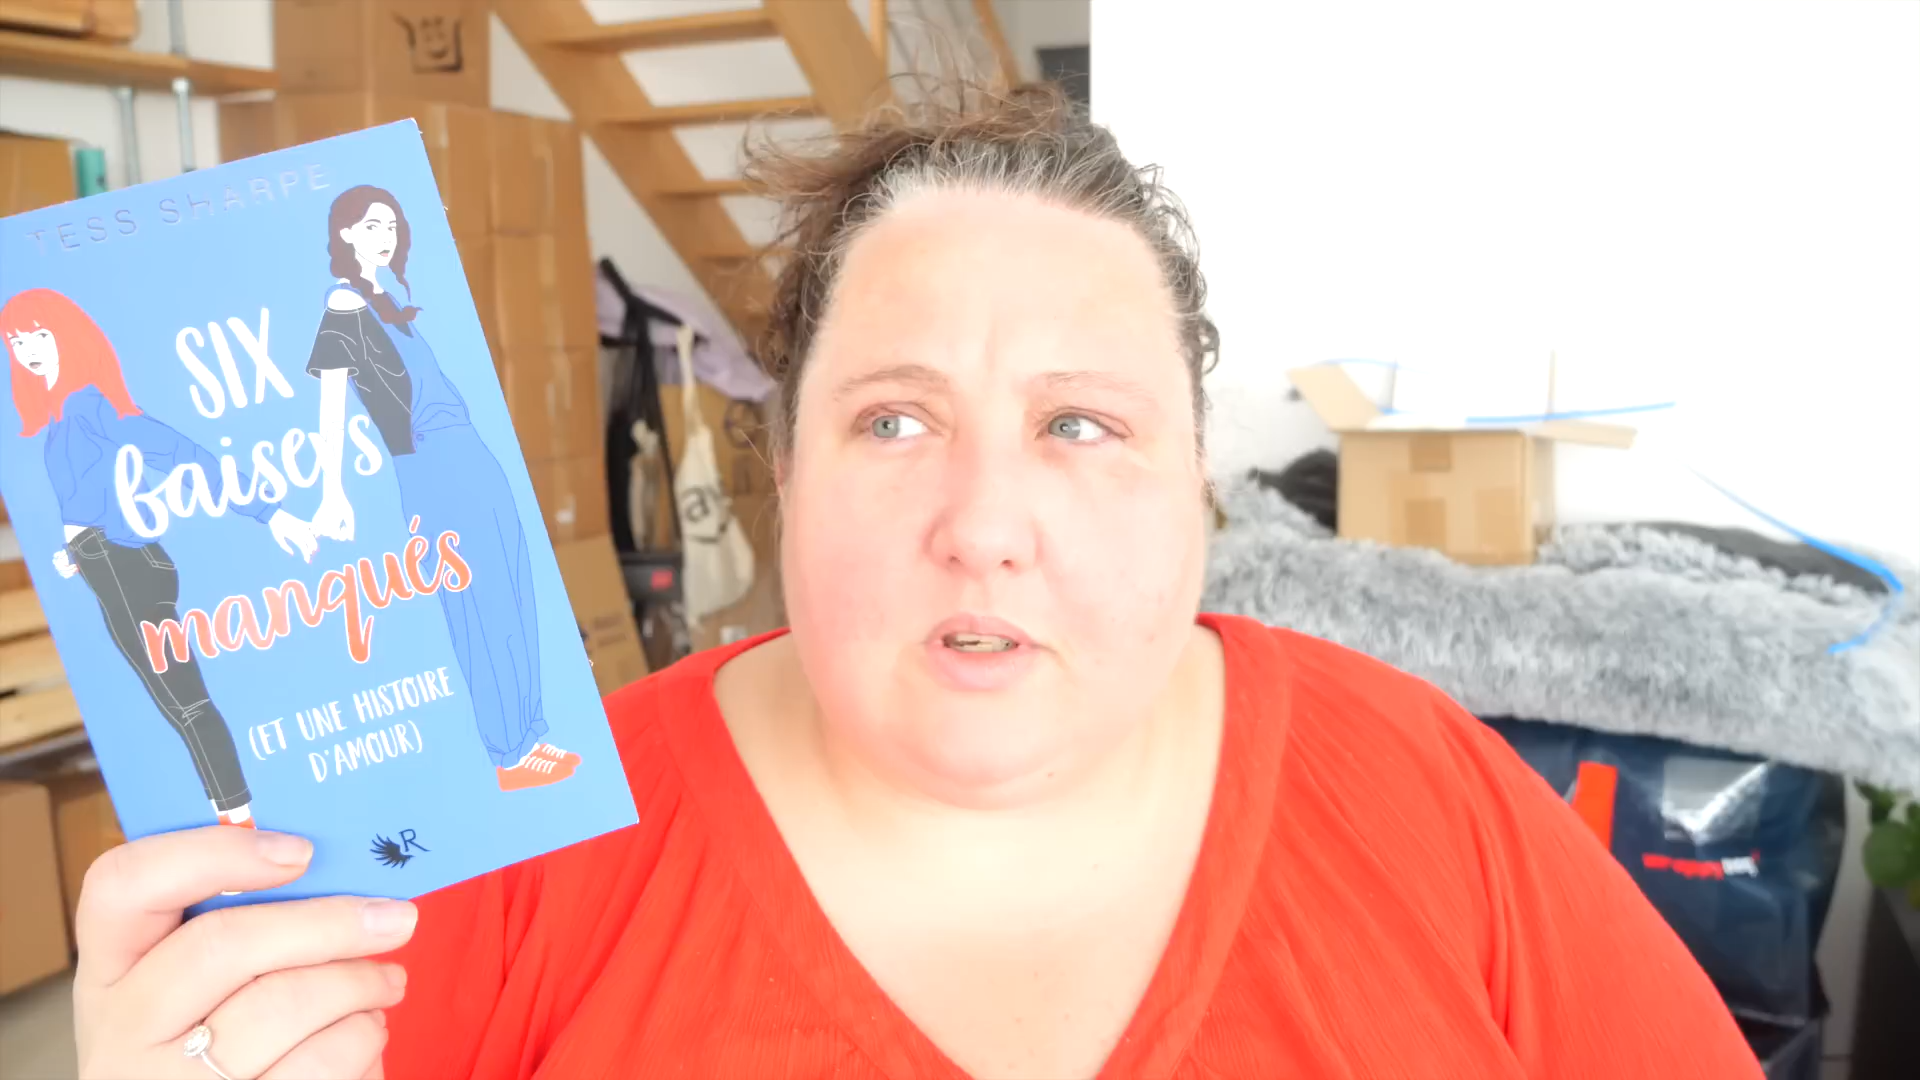 TESS SHARPE
SIX
baisers
manqués
(ET UNE HISTOIRE
D'AMOUR)
R